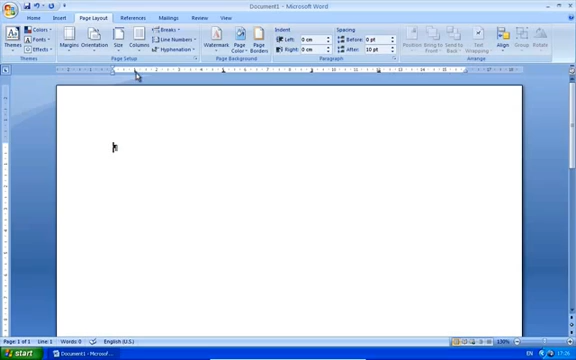 Document1 - Microsoft Word
Home Insert Page Layout References Mailings Review View
Themes Colors Fonts Effects
Margins Orientation Size Columns Breaks Line Numbers Hyphenation
Watermark Page Color Page Borders
Indent Left: 0 cm Right: 0 cm
Spacing Before: 0 pt After: 10 pt
Position Bring to Front Send to Back Text Wrapping Align Group Rotate
Themes Page Setup Page Background Paragraph Arrange
¶
Page: 1 of 1 Line: 1 Words: 0 English (U.S.) 130%
start Document1 - Microsof... EN 17:26